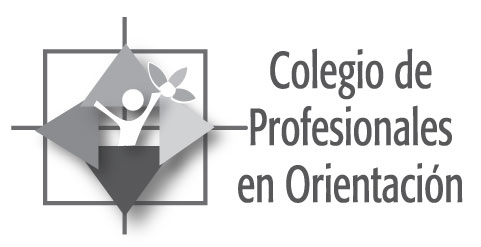 Colegio de
Profesionales
en Orientación